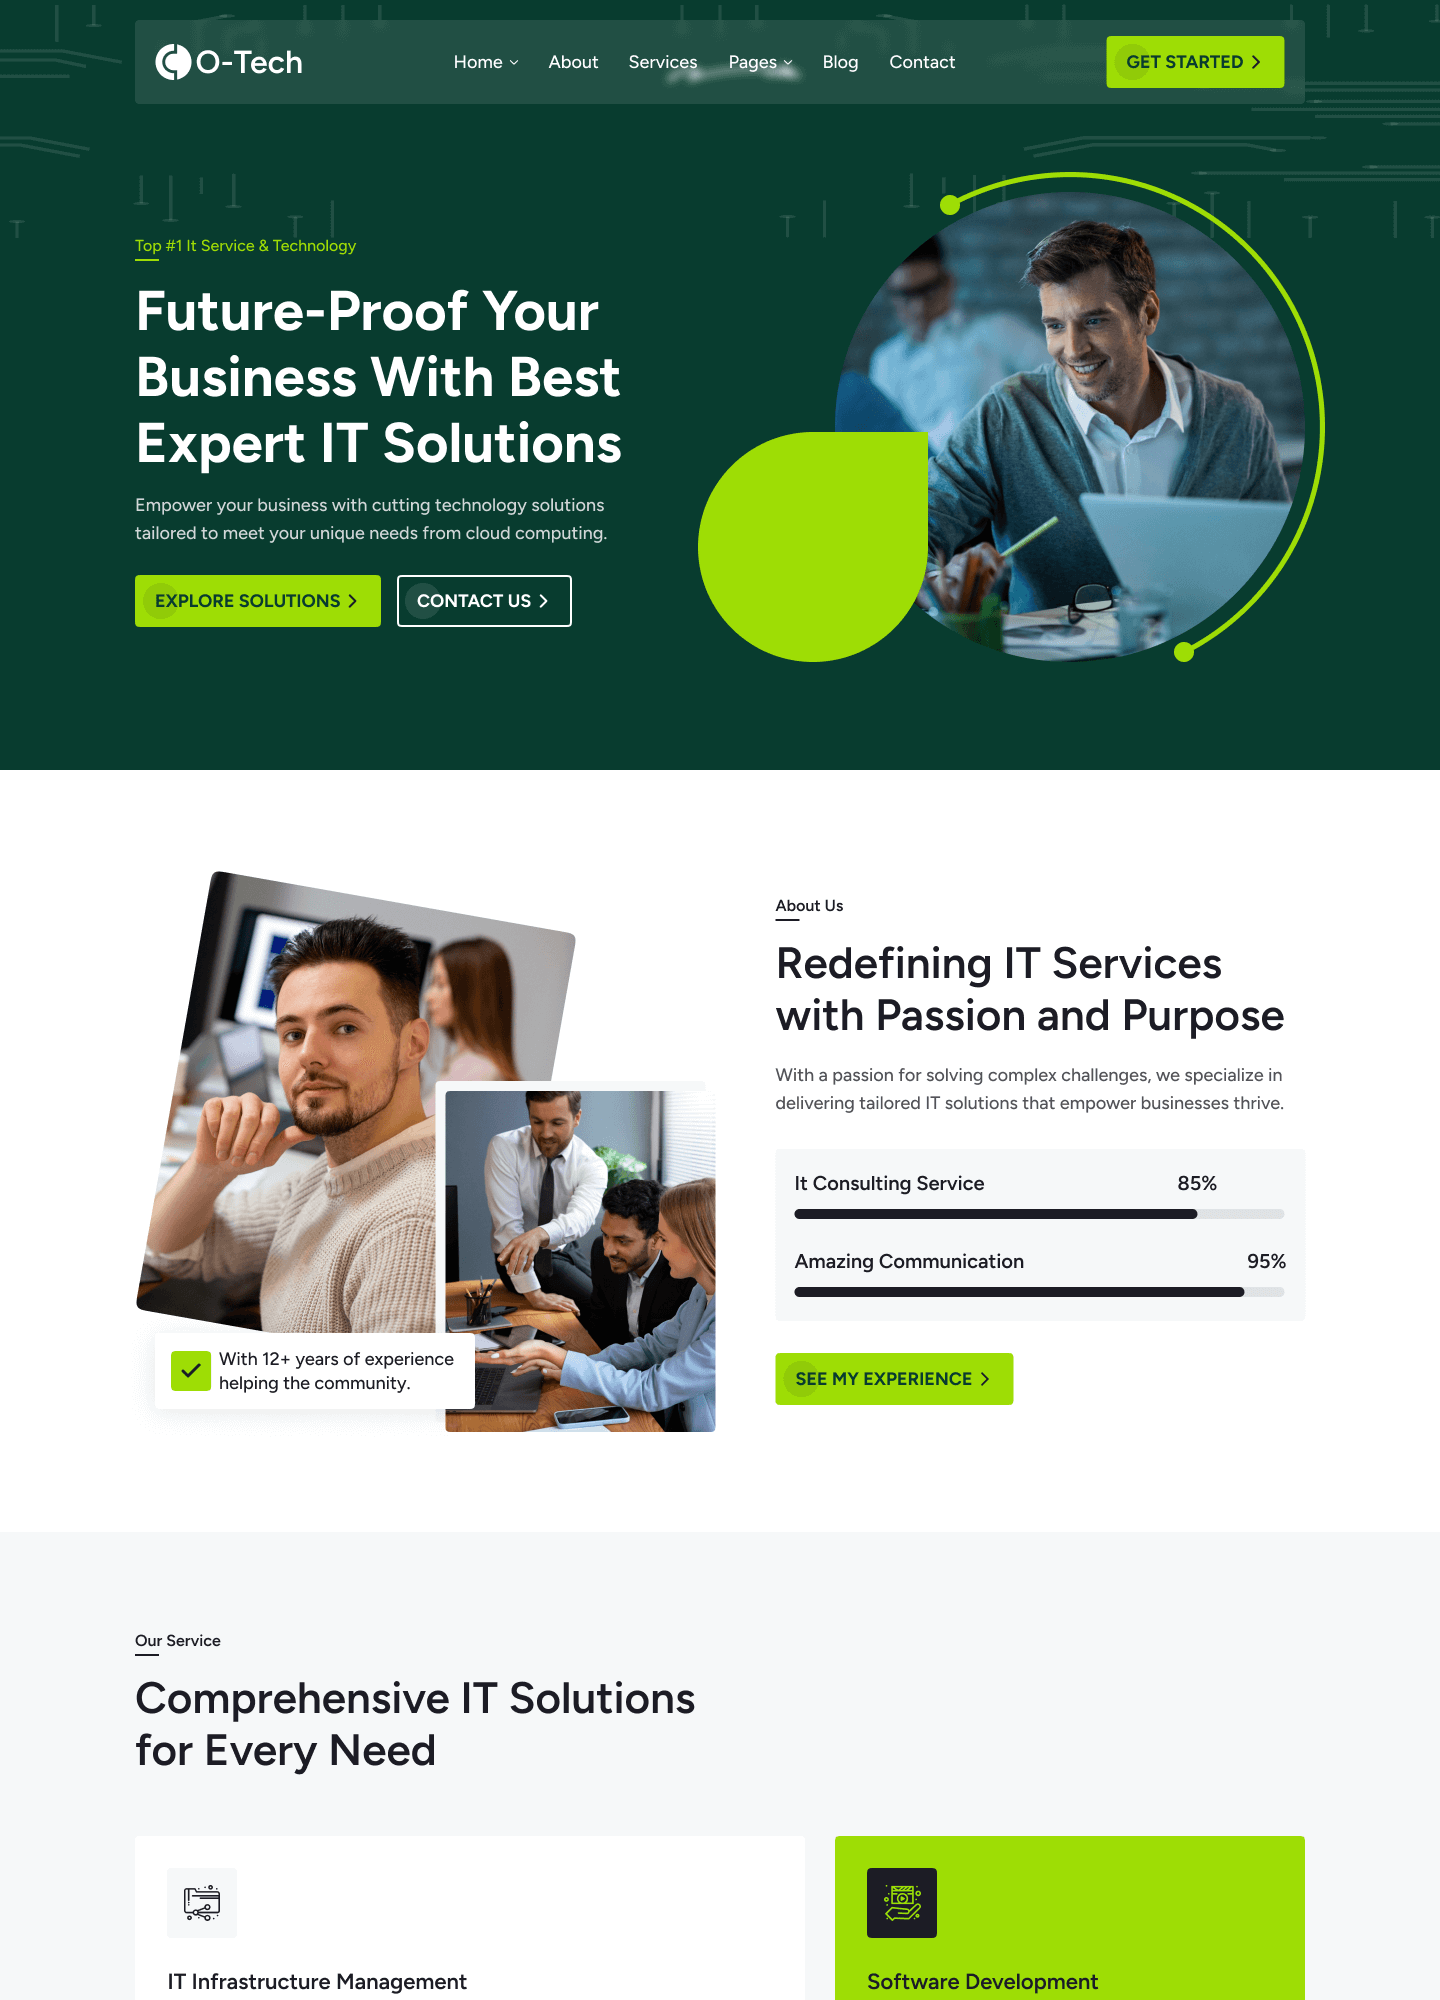 O-Tech
Home
About
Services
Pages
Blog
Contact
GET STARTED
Top #1 It Service & Technology
Future-Proof Your
Business With Best
Expert IT Solutions
Empower your business with cutting technology solutions
tailored to meet your unique needs from cloud computing.
EXPLORE SOLUTIONS
CONTACT US
About Us
Redefining IT Services
with Passion and Purpose
With a passion for solving complex challenges, we specialize in
delivering tailored IT solutions that empower businesses thrive.
It Consulting Service 85%
Amazing Communication 95%
SEE MY EXPERIENCE
With 12+ years of experience
helping the community.
Our Service
Comprehensive IT Solutions
for Every Need
IT Infrastructure Management
Software Development